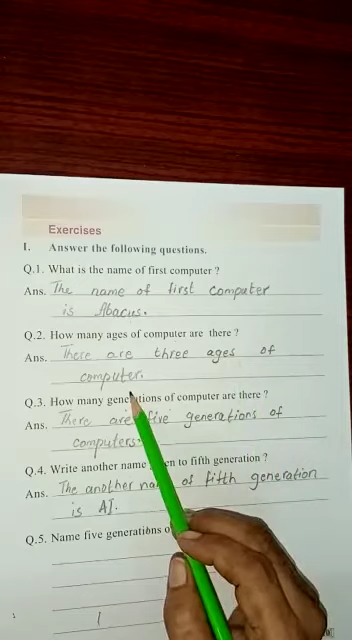 Exercises
I. Answer the following questions.
Q.1. What is the name of first computer ?
Ans. The name of first computer
is Abacus.
Q.2. How many ages of computer are there ?
Ans. There are three ages of
computer.
Q.3. How many generations of computer are there ?
Ans. There are five generations of
computers.
Q.4. Write another name to fifth generation ?
Ans. The another of fifth generation
is AI.
Q.5. Name five generations